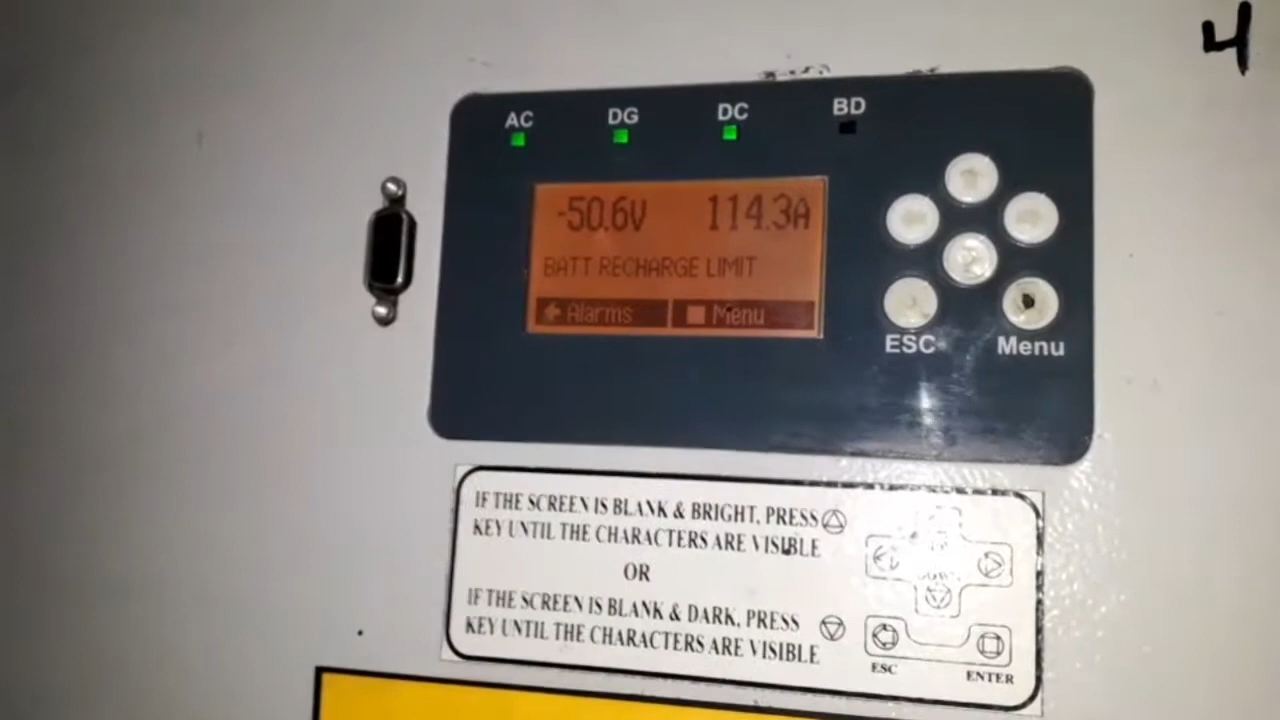 4
AC DG DC BD
-50.6V 114.3A
BATT RECHARGE LIMIT
Alarms Menu
ESC Menu
IF THE SCREEN IS BLANK & BRIGHT, PRESS
KEY UNTIL THE CHARACTERS ARE VISIBLE
OR
IF THE SCREEN IS BLANK & DARK, PRESS
KEY UNTIL THE CHARACTERS ARE VISIBLE
DOWN
ESC ENTER